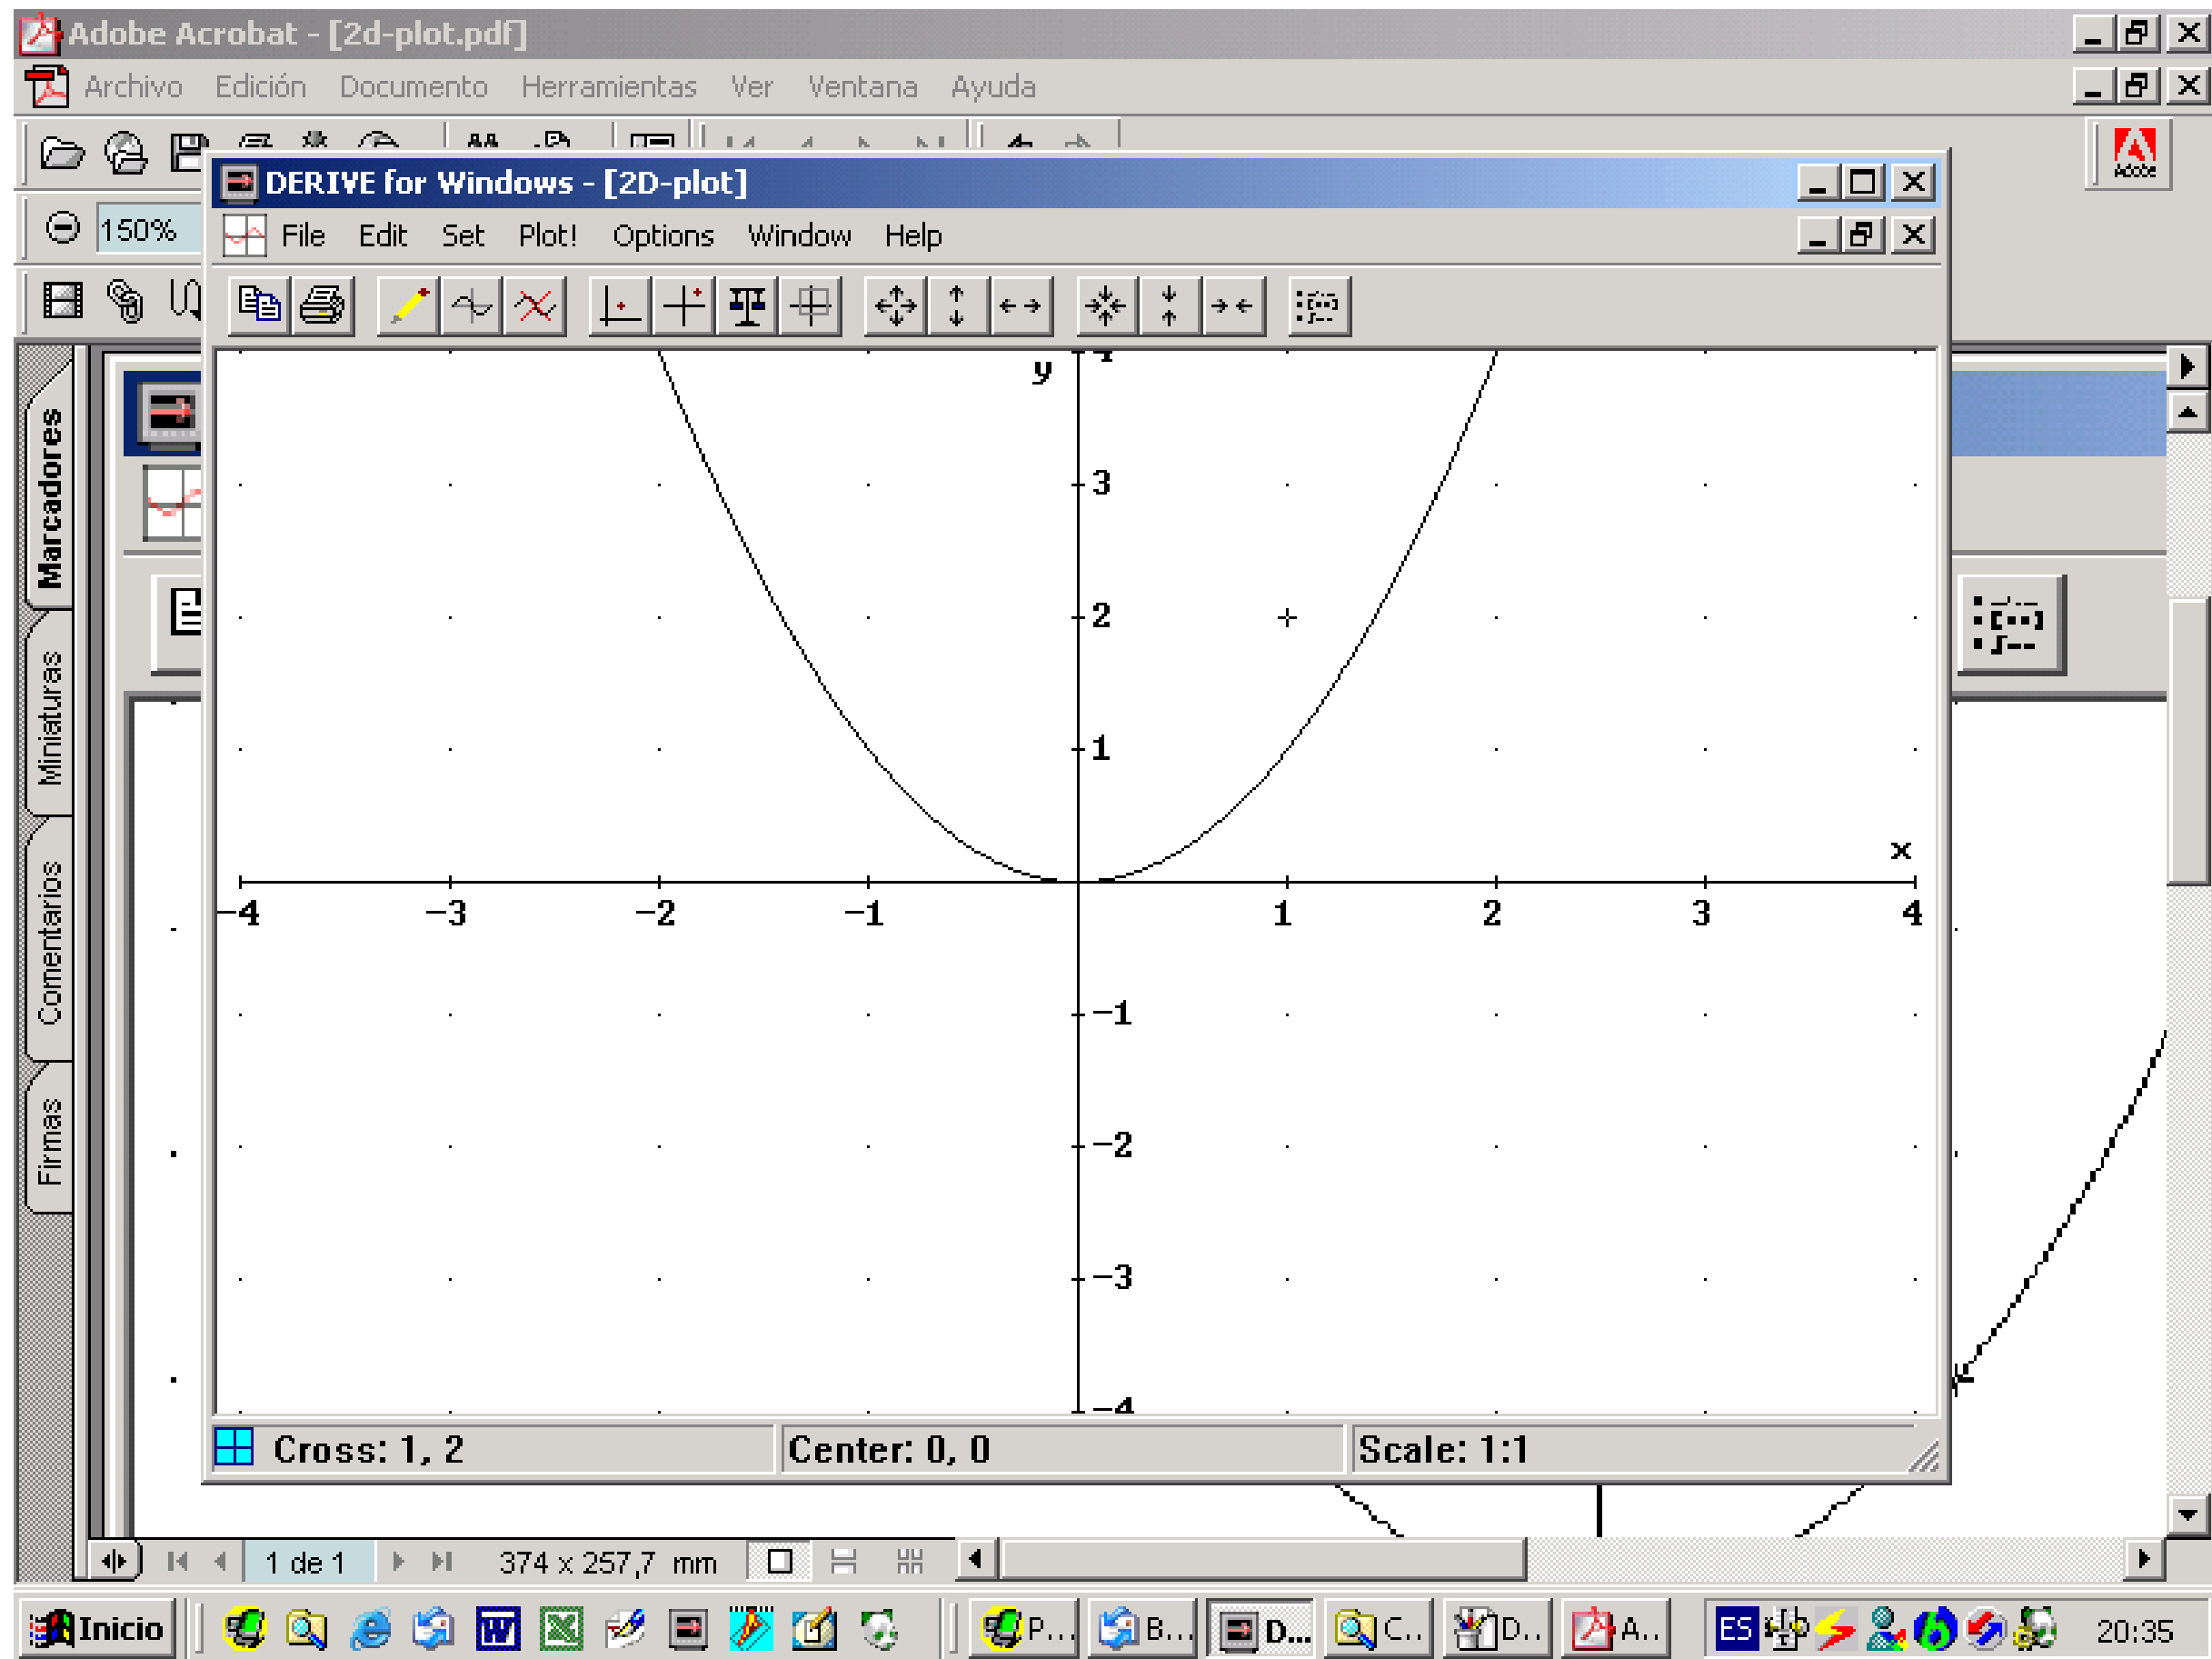 Adobe Acrobat - [2d-plot.pdf]
Archivo Edición Documento Herramientas Ver Ventana Ayuda
Adobe
DERIVE for Windows - [2D-plot]
150%
File Edit Set Plot! Options Window Help
Marcadores
Miniaturas
Comentarios
Firmas
y
4
3
2
1
x
-4 -3 -2 -1 1 2 3 4
-1
-2
-3
-4
Cross: 1, 2 Center: 0, 0 Scale: 1:1
1 de 1 374 x 257,7 mm
Inicio W P... B... D... C.. D.. A.. ES 20:35